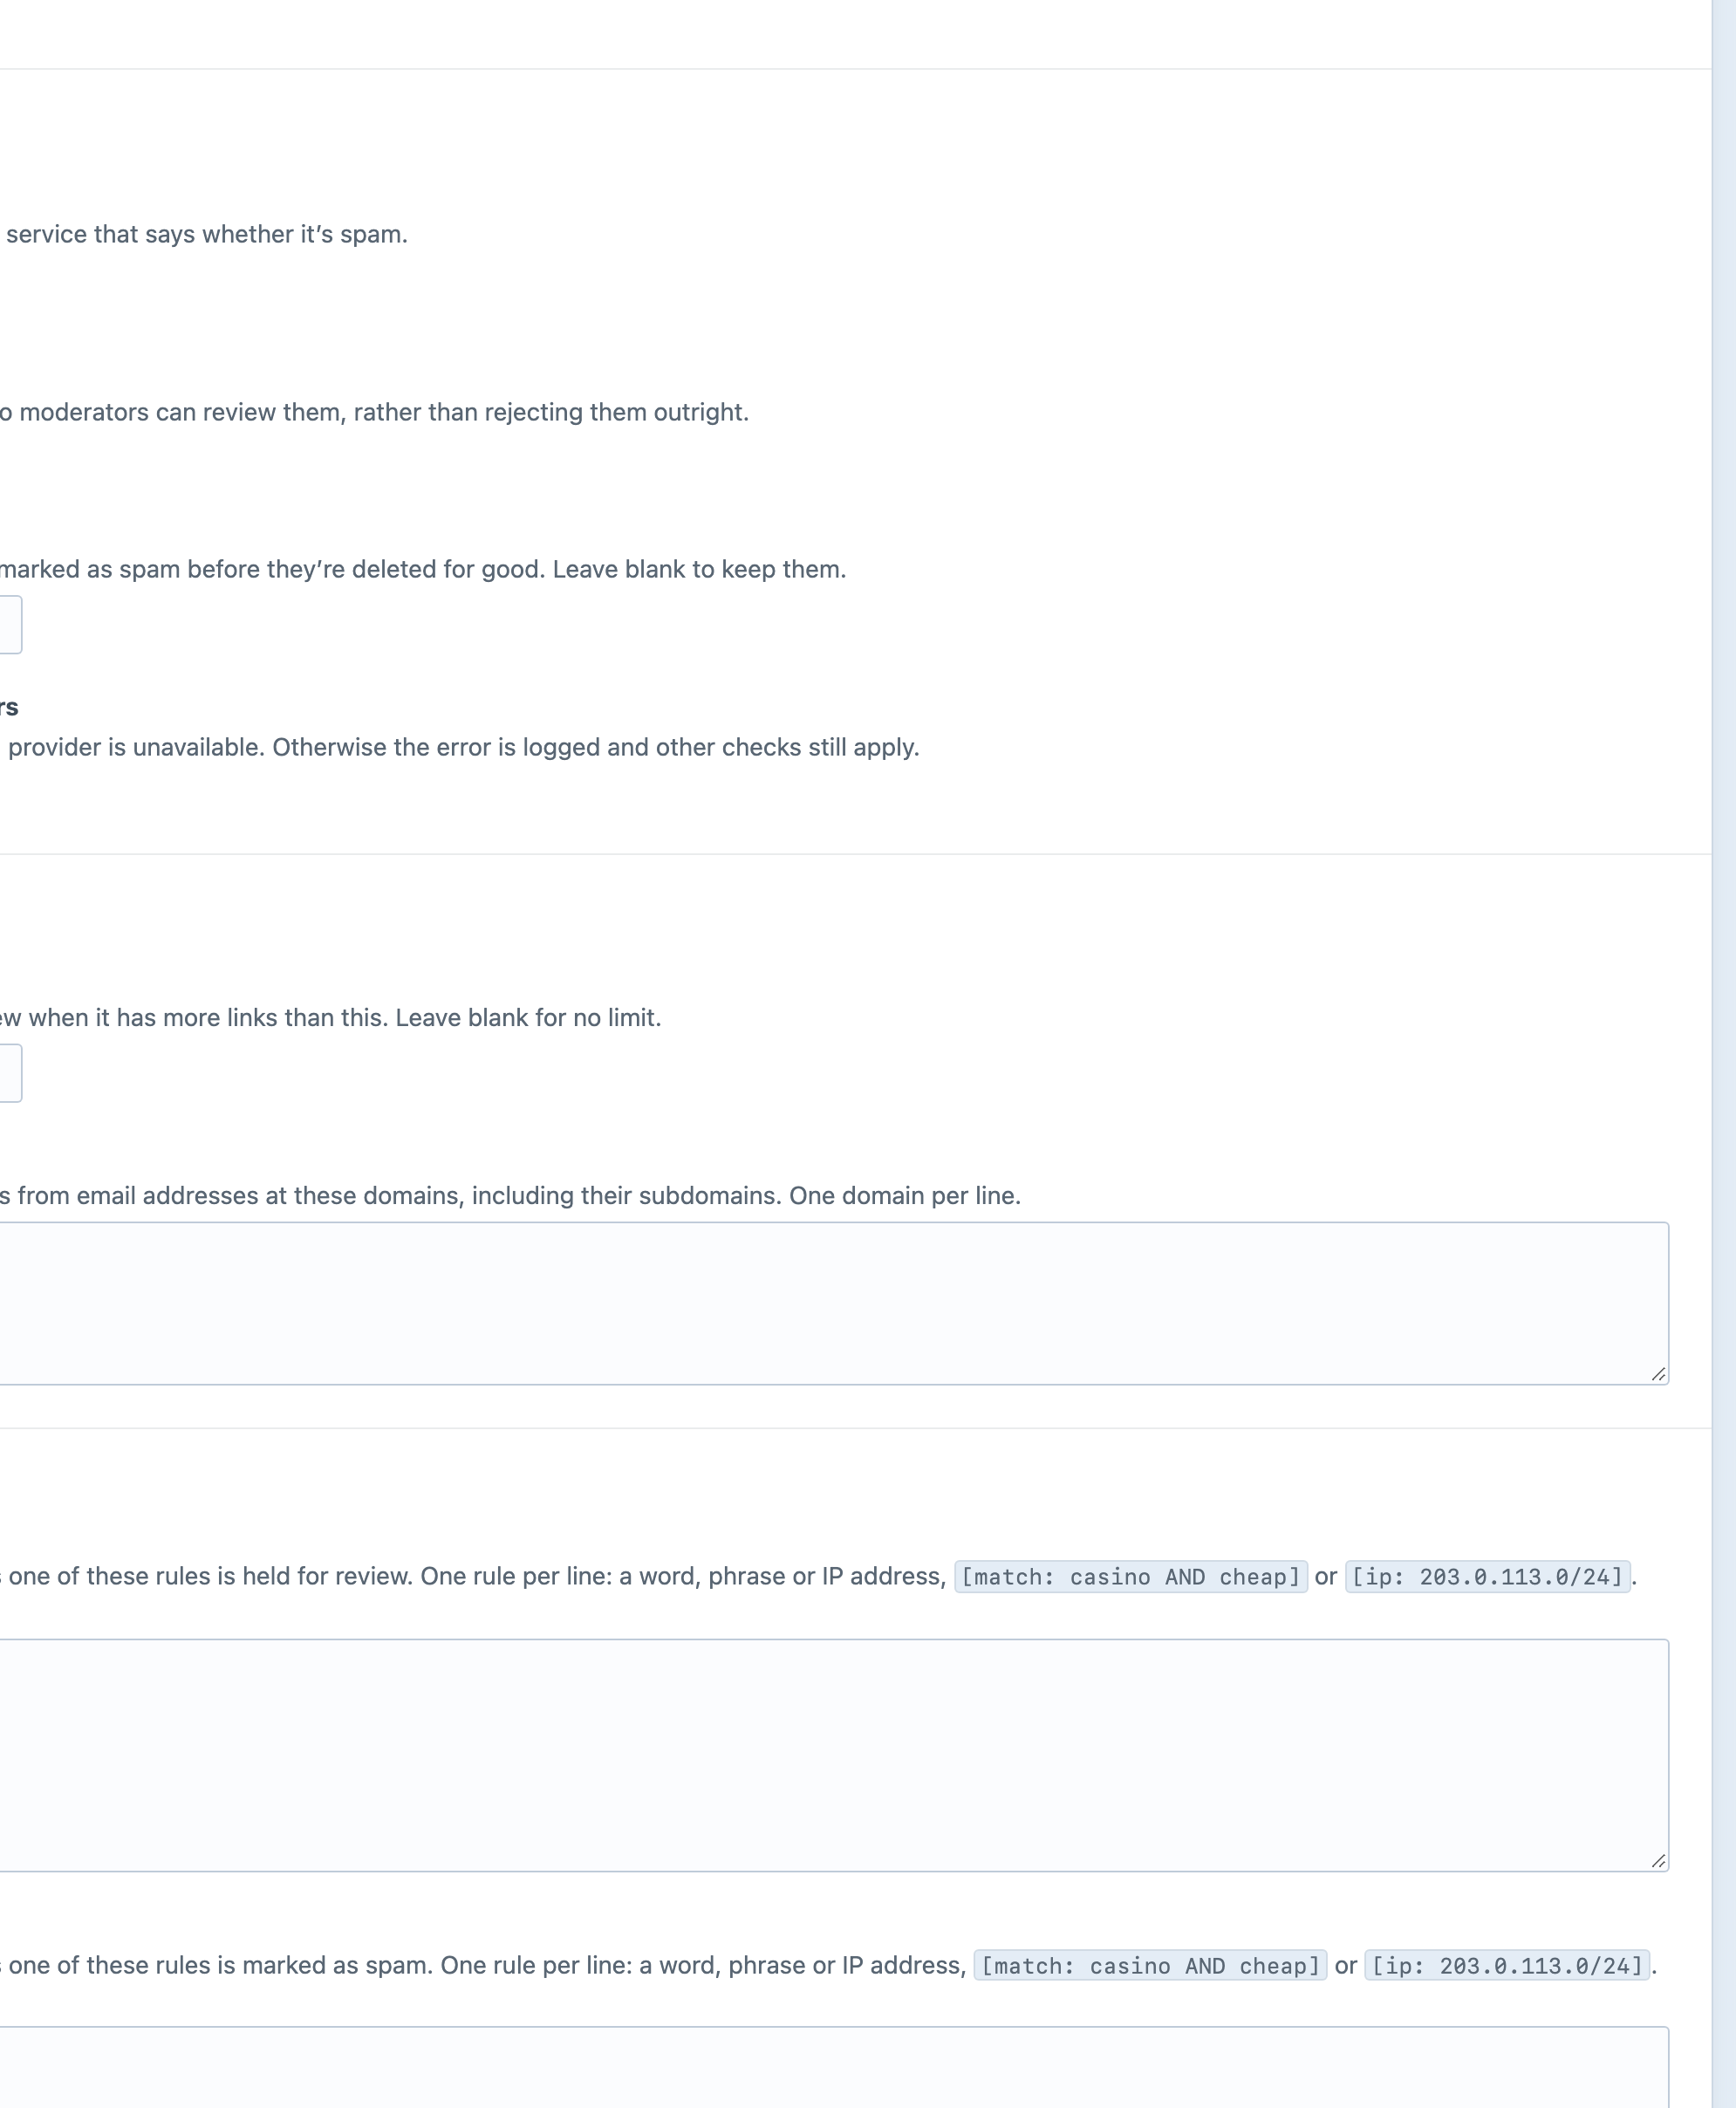 service that says whether it’s spam.
o moderators can review them, rather than rejecting them outright.
marked as spam before they’re deleted for good. Leave blank to keep them.
rs
provider is unavailable. Otherwise the error is logged and other checks still apply.
ew when it has more links than this. Leave blank for no limit.
s from email addresses at these domains, including their subdomains. One domain per line.
s one of these rules is held for review. One rule per line: a word, phrase or IP address, [match: casino AND cheap] or [ip: 203.0.113.0/24].
s one of these rules is marked as spam. One rule per line: a word, phrase or IP address, [match: casino AND cheap] or [ip: 203.0.113.0/24].